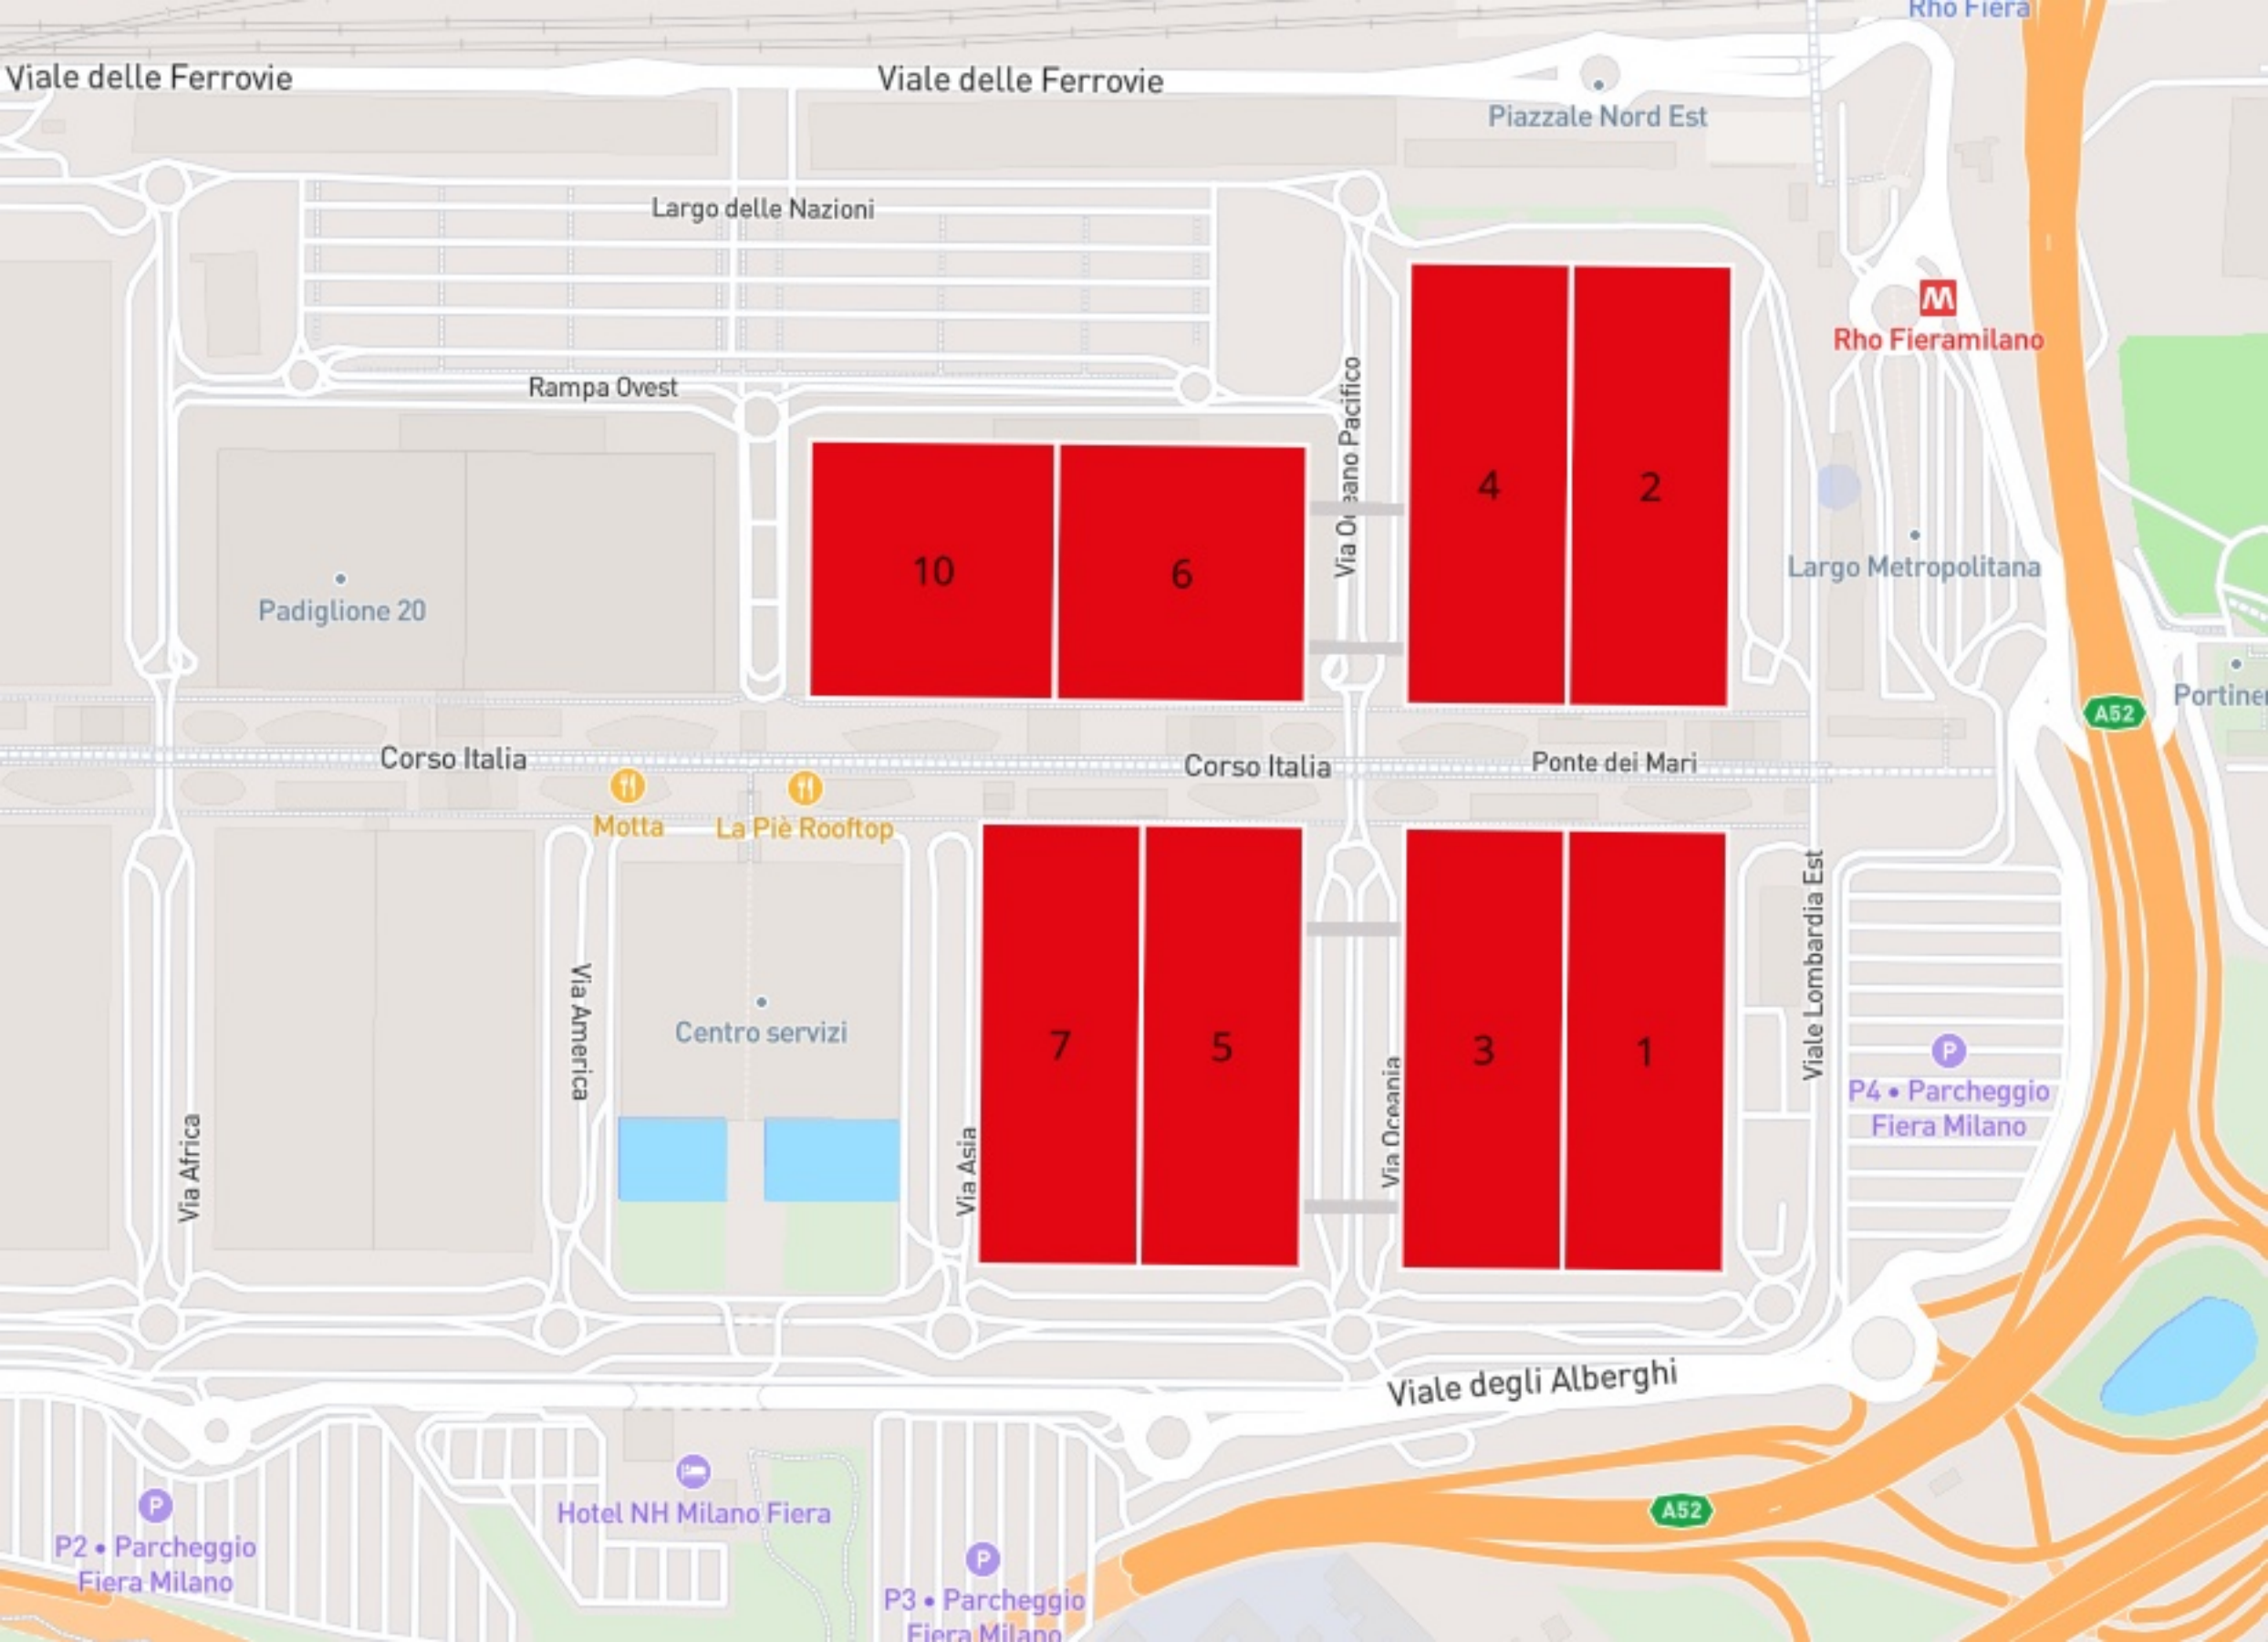 Rho Fiera
Viale delle Ferrovie
Viale delle Ferrovie
Piazzale Nord Est
Largo delle Nazioni
M
Rho Fieramilano
Rampa Ovest
Via Oceano Pacifico
4
2
10
6
Largo Metropolitana
Padiglione 20
A52
Corso Italia
Corso Italia
Ponte dei Mari
Motta
La Piè Rooftop
Via America
Centro servizi
7
5
3
1
Viale Lombardia Est
P
P4 • Parcheggio
Fiera Milano
Via Africa
Via Asia
Via Oceania
Viale degli Alberghi
Hotel NH Milano Fiera
A52
P
P2 • Parcheggio
Fiera Milano
P
P3 • Parcheggio
Fiera Milano